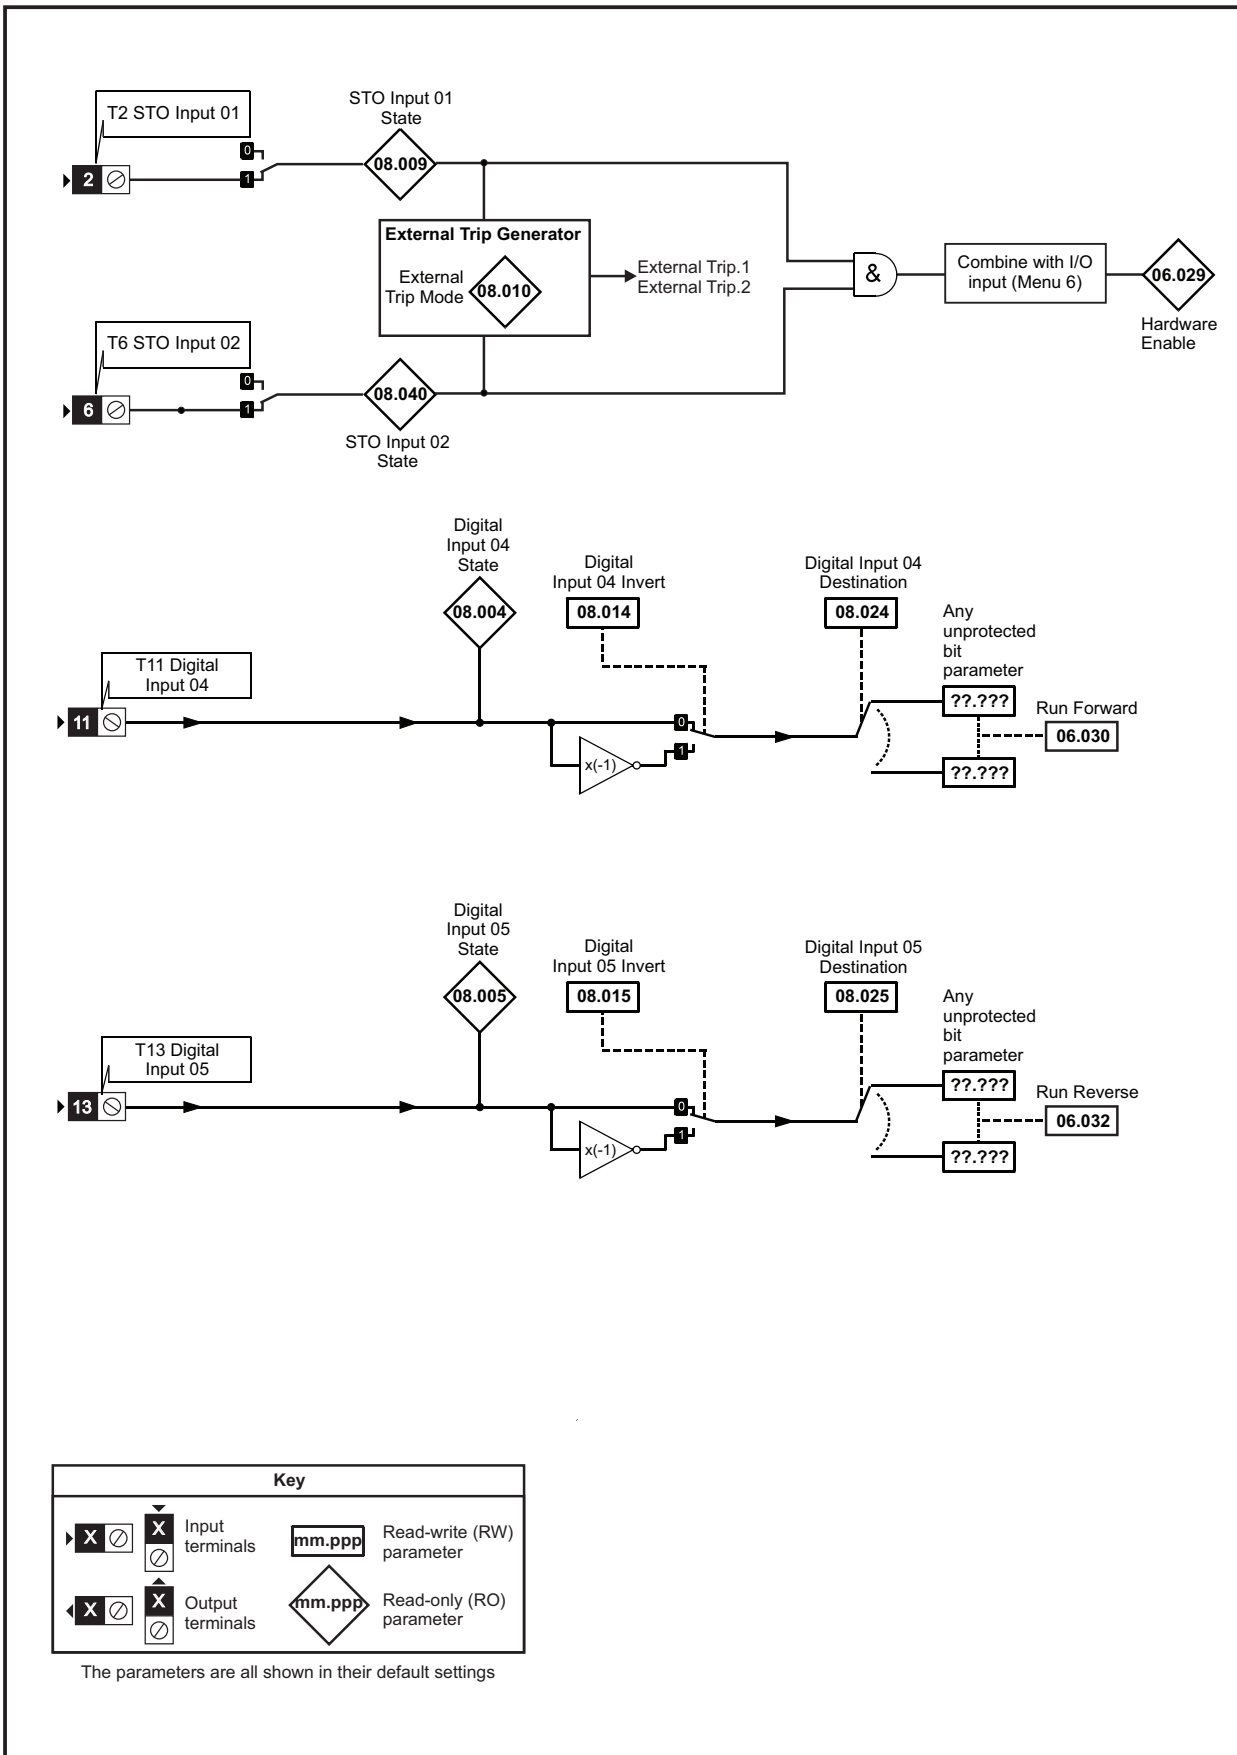 T2 STO Input 01
STO Input 01
State
0
08.009
2
1
External Trip Generator
External
Trip Mode
08.010
External Trip.1
External Trip.2
&
Combine with I/O
input (Menu 6)
06.029
Hardware
Enable
T6 STO Input 02
0
08.040
6
1
STO Input 02
State
Digital
Input 04
State
Digital
Input 04 Invert
Digital Input 04
Destination
08.004
08.014
08.024
Any
unprotected
bit
parameter
T11 Digital
Input 04
11
0
1
x(-1)
??.???
Run Forward
06.030
??.???
Digital
Input 05
State
Digital
Input 05 Invert
Digital Input 05
Destination
08.005
08.015
08.025
Any
unprotected
bit
parameter
T13 Digital
Input 05
13
0
1
x(-1)
??.???
Run Reverse
06.032
??.???
Key
X
X
Input
terminals
mm.ppp
Read-write (RW)
parameter
X
X
Output
terminals
mm.ppp
Read-only (RO)
parameter
The parameters are all shown in their default settings